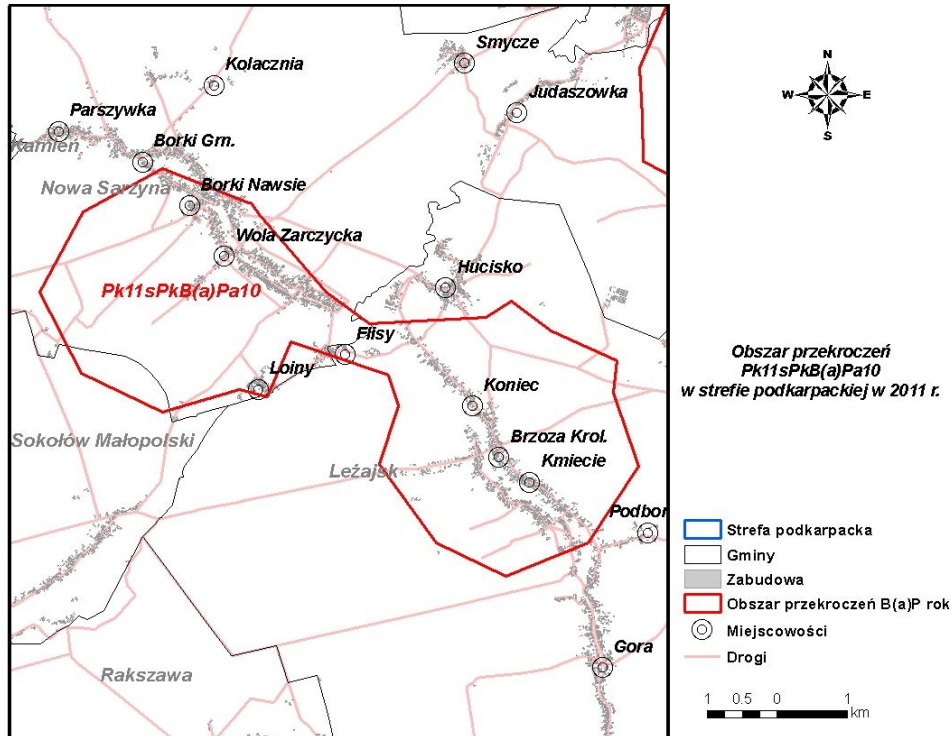 Smycze
Kolacznia
Judaszowka
Parszywka
Kamień
Borki Grn.
Nowa Sarzyna
Borki Nawsie
Wola Zarczycka
Hucisko
Pk11sPkB(a)Pa10
Flisy
Loiny
Koniec
Sokołów Małopolski
Brzoza Krol.
Leżajsk
Kmiecie
Podbor
Gora
Rakszawa
N
W
E
S
Obszar przekroczeń
Pk11sPkB(a)Pa10
w strefie podkarpackiej w 2011 r.
Strefa podkarpacka
Gminy
Zabudowa
Obszar przekroczeń B(a)P rok
Miejscowości
Drogi
1 0.5 0 1
km